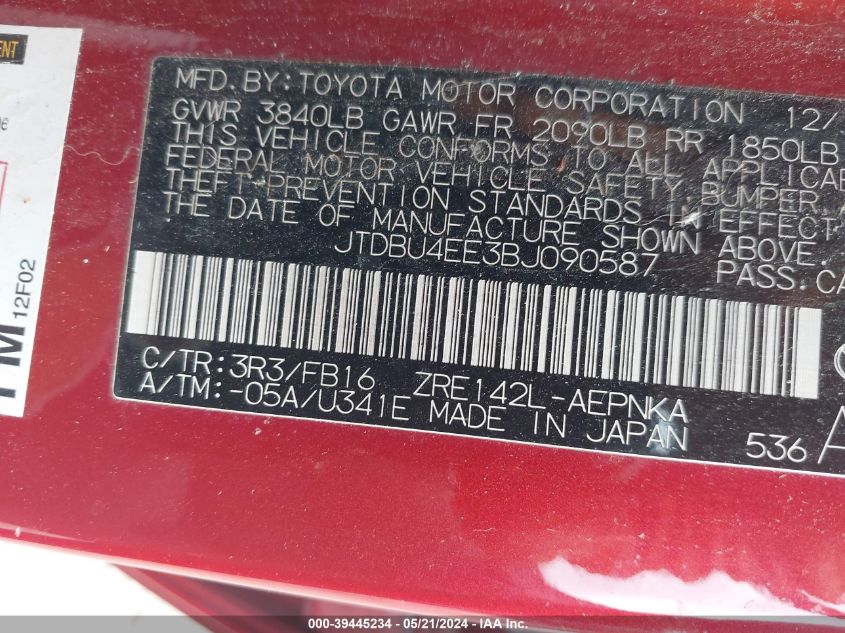 MFD. BY: TOYOTA MOTOR CORPORATION 12/
GVWR 3840LB GAWR FR 2090LB RR 1850LB
THIS VEHICLE CONFORMS TO ALL APPLICAB
FEDERAL MOTOR VEHICLE SAFETY, BUMPER
THEFT-PREVENTION STANDARDS IN EFFECT
THE DATE OF MANUFACTURE SHOWN ABOVE.
JTDBU4EE3BJ090587 PASS.CA
C/TR: 3R3/FB16 ZRE142L-AEPNKA
A/TM: -05A/U341E MADE IN JAPAN 536
12F02
000-39445234 - 05/21/2024 - IAA Inc.